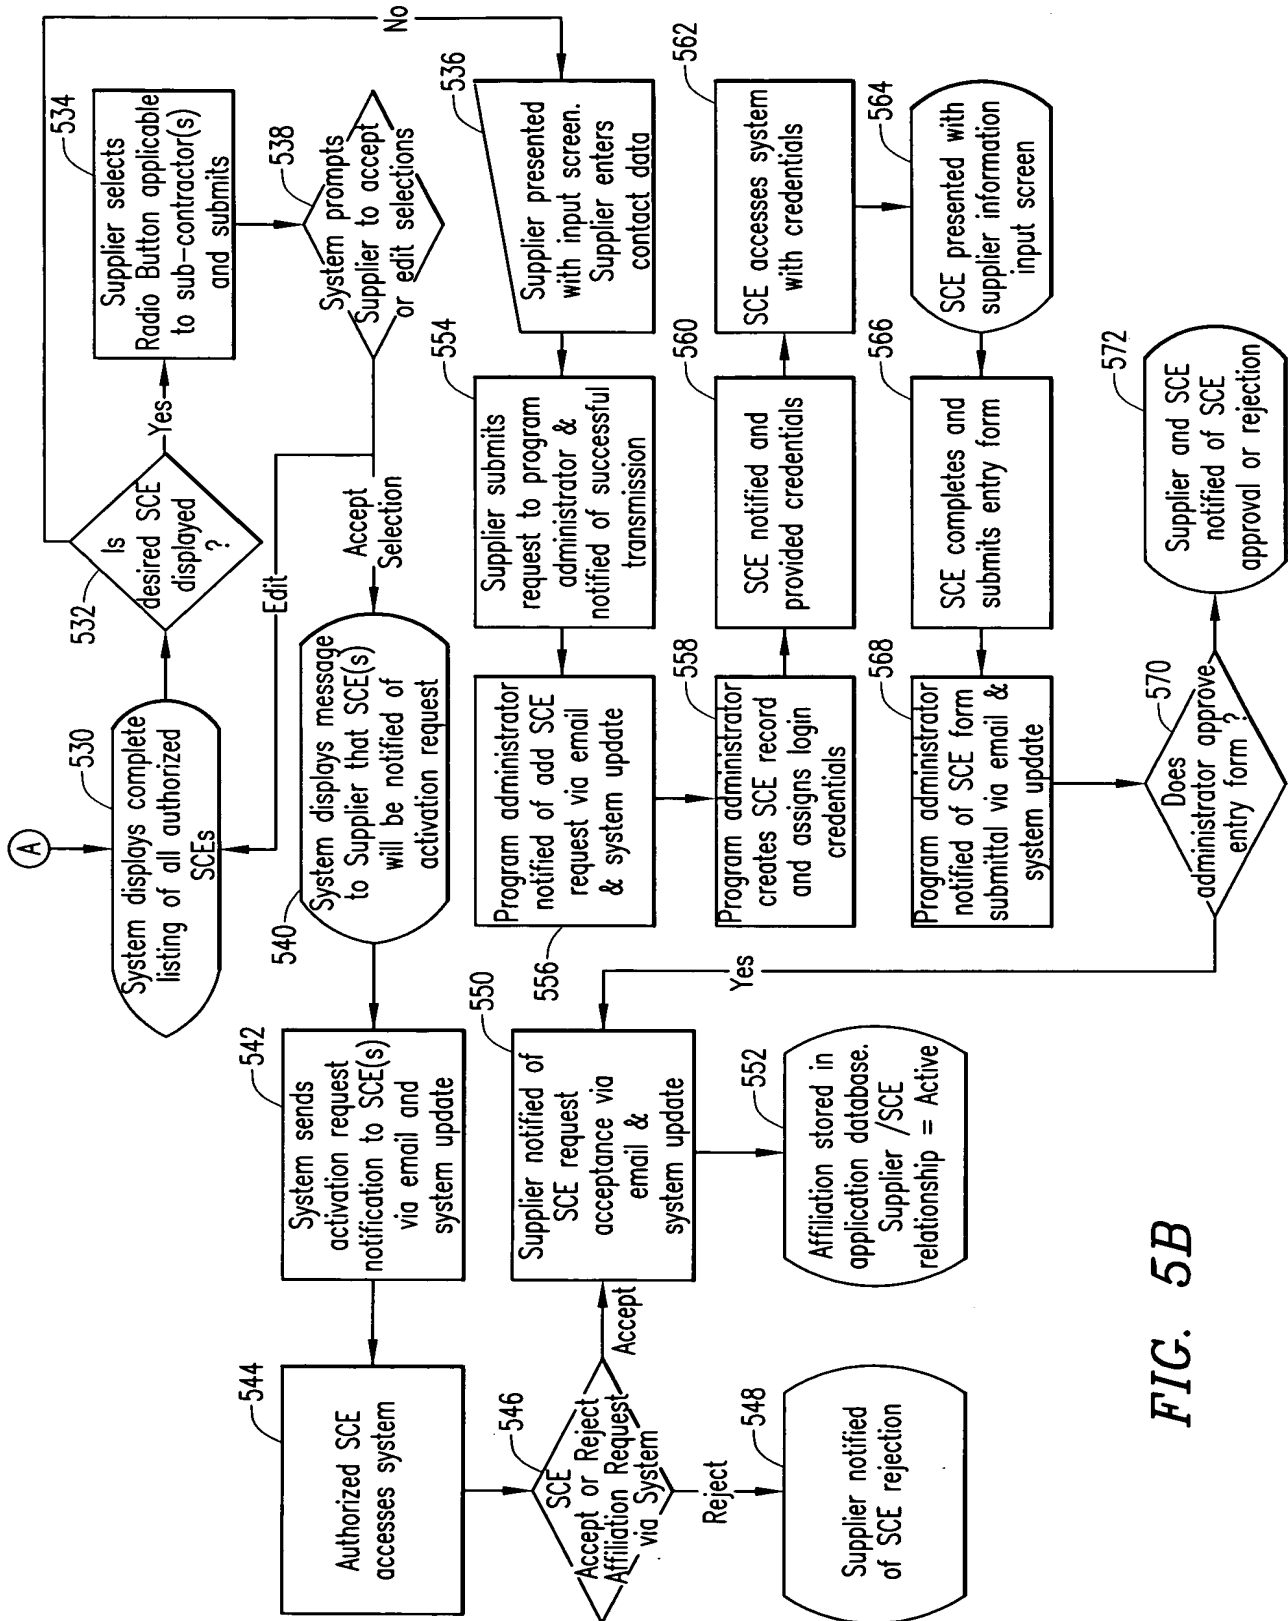 A
530
System displays complete
listing of all authorized
SCEs
532
Is
desired SCE
displayed
?
Yes
No
534
Supplier selects
Radio Button applicable
to sub-contractor(s)
and submits
538
System prompts
Supplier to accept
or edit selections
Edit
Accept
Selection
540
System displays message
to Supplier that SCE(s)
will be notified of
activation request
542
System sends
activation request
notification to SCE(s)
via email and
system update
544
Authorized SCE
accesses system
546
SCE
Accept or Reject
Affiliation Request
via System
Accept
Reject
548
Supplier notified
of SCE rejection
550
Supplier notified of
SCE request
acceptance via
email &
system update
552
Affiliation stored in
application database.
Supplier /SCE
relationship = Active
536
Supplier presented
with input screen.
Supplier enters
contact data
554
Supplier submits
request to program
administrator &
notified of successful
transmission
556
Program administrator
notified of add SCE
request via email
& system update
558
Program administrator
creates SCE record
and assigns login
credentials
560
SCE notified and
provided credentials
562
SCE accesses system
with credentials
564
SCE presented with
supplier information
input screen
566
SCE completes and
submits entry form
568
Program administrator
notified of SCE form
submittal via email &
system update
570
Does
administrator approve
entry form ?
Yes
572
Supplier and SCE
notified of SCE
approval or rejection
FIG. 5B